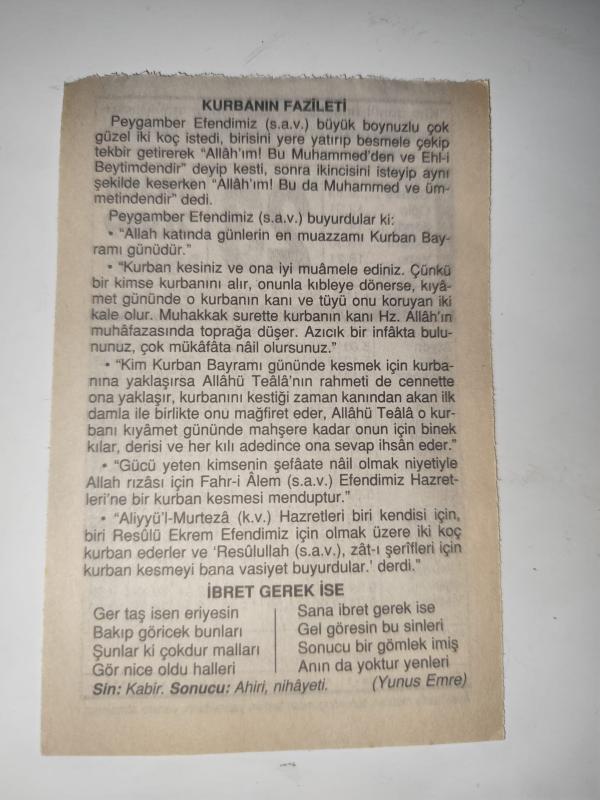 KURBANIN FAZİLETİ
Peygamber Efendimiz (s.a.v.) büyük boynuzlu çok
güzel iki koç istedi, birisini yere yatırıp besmele çekip
tekbir getirerek “Allâh’ım! Bu Muhammed’den ve Ehl-i
Beytimdendir” deyip kesti, sonra ikincisini isteyip aynı
şekilde keserken “Allâh’ım! Bu da Muhammed ve üm-
metindendir” dedi.
Peygamber Efendimiz (s.a.v.) buyurdular ki:
• “Allah katında günlerin en muazzamı Kurban Bay-
ramı günüdür.”
• “Kurban kesiniz ve ona iyi muâmele ediniz. Çünkü
bir kimse kurbanını alır, onunla kıbleye dönerse, kıyâ-
met gününde o kurbanın kanı ve tüyü onu koruyan iki
kale olur. Muhakkak surette kurbanın kanı Hz. Allâh’ın
muhâfazasında toprağa düşer. Azıcık bir infâkta bulu-
nunuz, çok mükâfâta nâil olursunuz.”
• “Kim Kurban Bayramı gününde kesmek için kurba-
nına yaklaşırsa Allâhü Teâlâ’nın rahmeti de cennette
ona yaklaşır, kurbanını kestiği zaman kanından akan ilk
damla ile birlikte onu mağfiret eder, Allâhü Teâlâ o kur-
banı kıyâmet gününde mahşere kadar onun için binek
kılar, derisi ve her kılı adedince ona sevap ihsân eder.”
• “Gücü yeten kimsenin şefâate nâil olmak niyetiyle
Allah rızâsı için Fahr-i Âlem (s.a.v.) Efendimiz Hazret-
leri’ne bir kurban kesmesi menduptur.”
• “Aliyyü’l-Murtezâ (k.v.) Hazretleri biri kendisi için,
biri Resûlü Ekrem Efendimiz için olmak üzere iki koç
kurban ederler ve ‘Resûlullah (s.a.v.), zât-ı şerîfleri için
kurban kesmeyi bana vasiyet buyurdular.’ derdi.”
İBRET GEREK İSE
Ger taş isen eriyesin
Bakıp göricek bunları
Şunlar ki çokdur malları
Gör nice oldu halleri
Sana ibret gerek ise
Gel göresin bu sinleri
Sonucu bir gömlek imiş
Anın da yoktur yenleri
Sin: Kabir. Sonucu: Ahiri, nihâyeti.
(Yunus Emre)